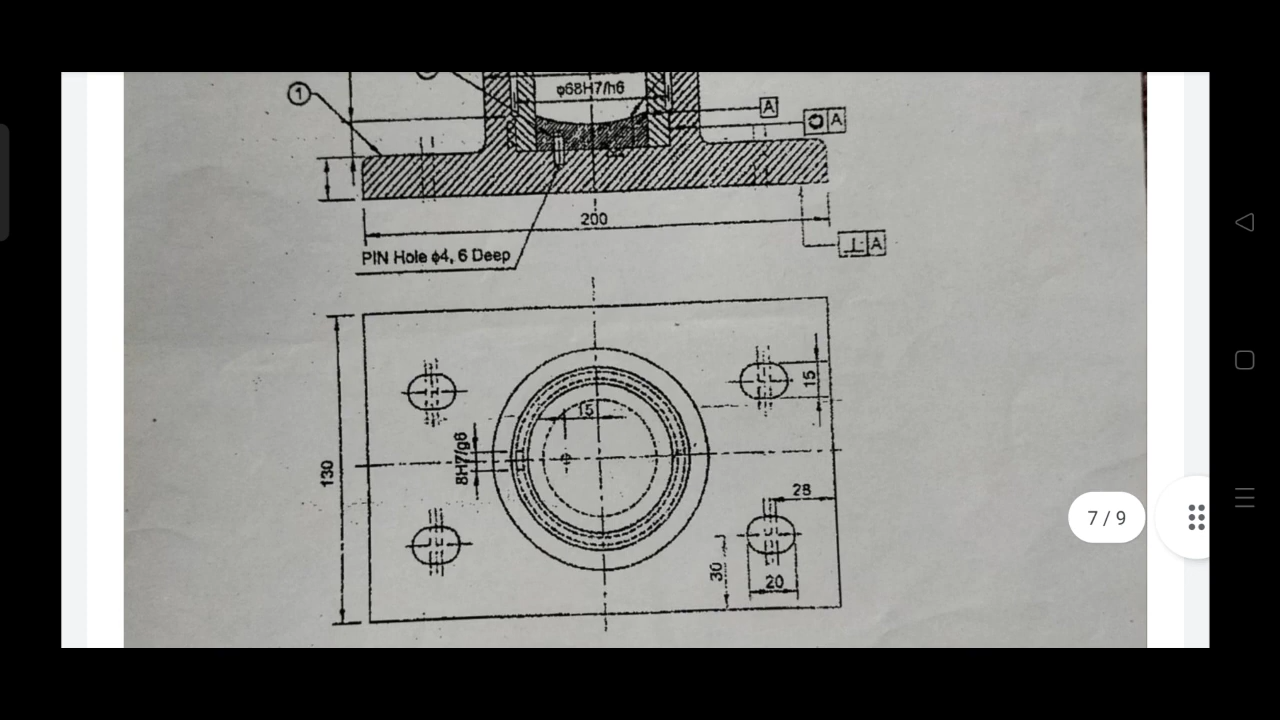 1
φ68H7/h6
A
A
200
A
PIN Hole φ4, 6 Deep
15
15
8H7/g6
130
28
30
20
7 / 9